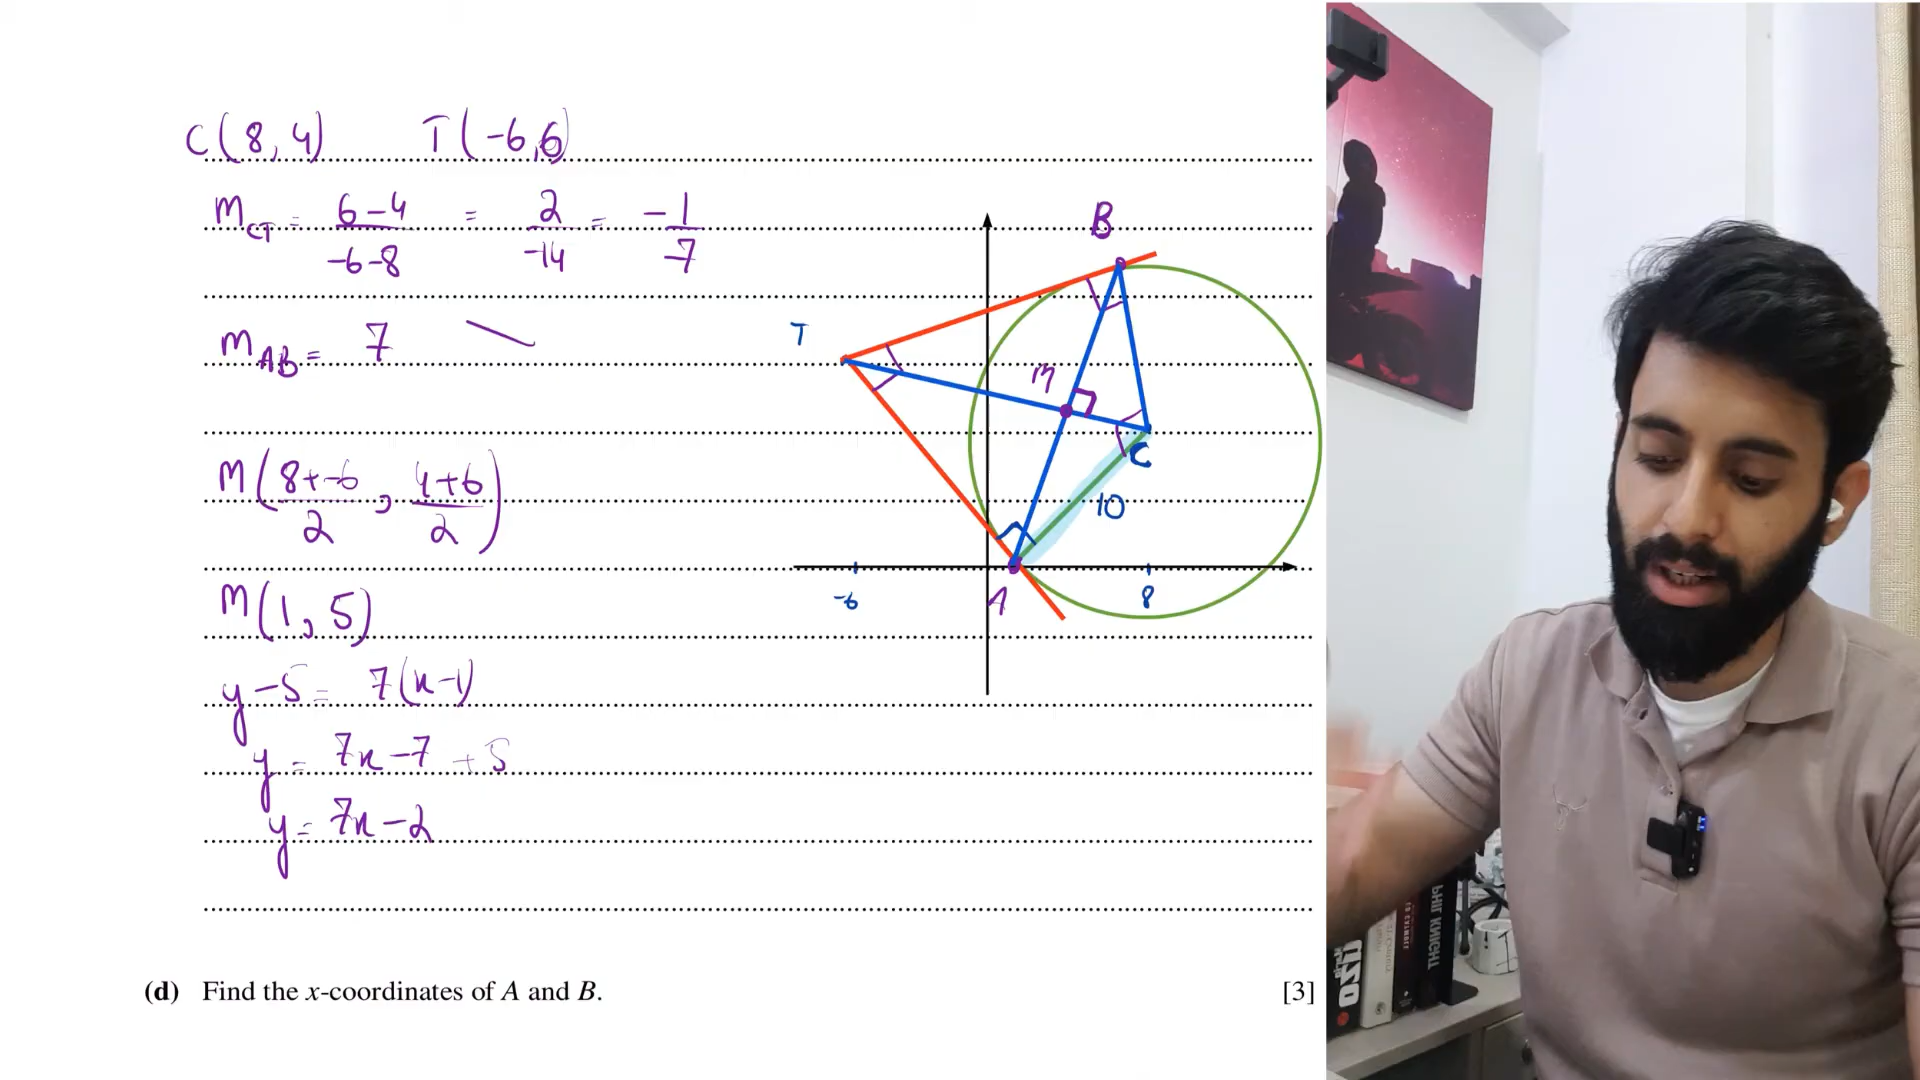 C(8, 4) T(-6, 6)
m_CT = 6-4/-6-8 = 2/-14 = -1/7
m_AB = 7
M(8+-6/2, 4+6/2)
M(1, 5)
y-5 = 7(x-1)
y = 7x-7+5
y = 7x-2
B
T
M
C
10
-6
A
8
(d) Find the x-coordinates of A and B. [3]
PHIL KNIGHT